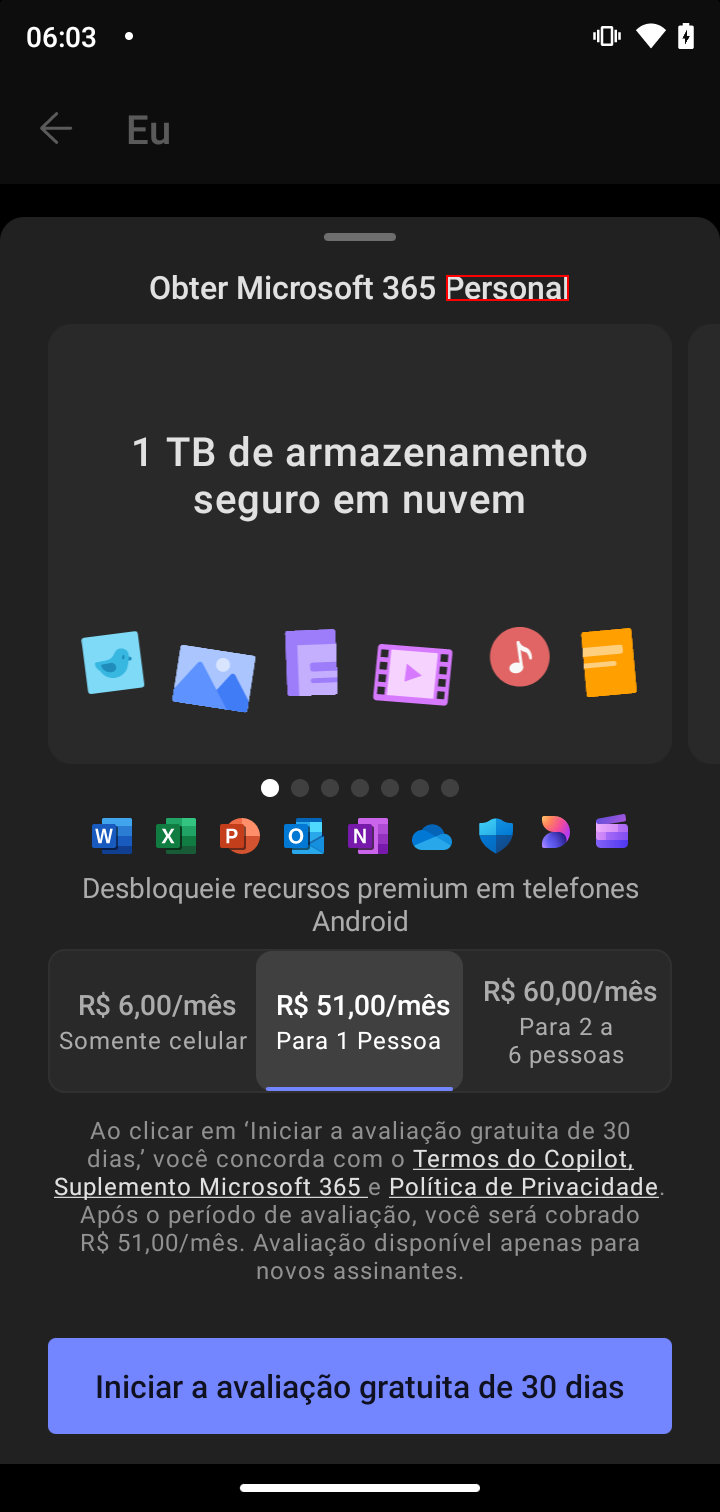 06:03
Eu
Obter Microsoft 365 Personal
1 TB de armazenamento
seguro em nuvem
W X P O N
Desbloqueie recursos premium em telefones
Android
R$ 6,00/mês
Somente celular
R$ 51,00/mês
Para 1 Pessoa
R$ 60,00/mês
Para 2 a
6 pessoas
Ao clicar em ‘Iniciar a avaliação gratuita de 30
dias,’ você concorda com o Termos do Copilot,
Suplemento Microsoft 365 e Política de Privacidade.
Após o período de avaliação, você será cobrado
R$ 51,00/mês. Avaliação disponível apenas para
novos assinantes.
Iniciar a avaliação gratuita de 30 dias